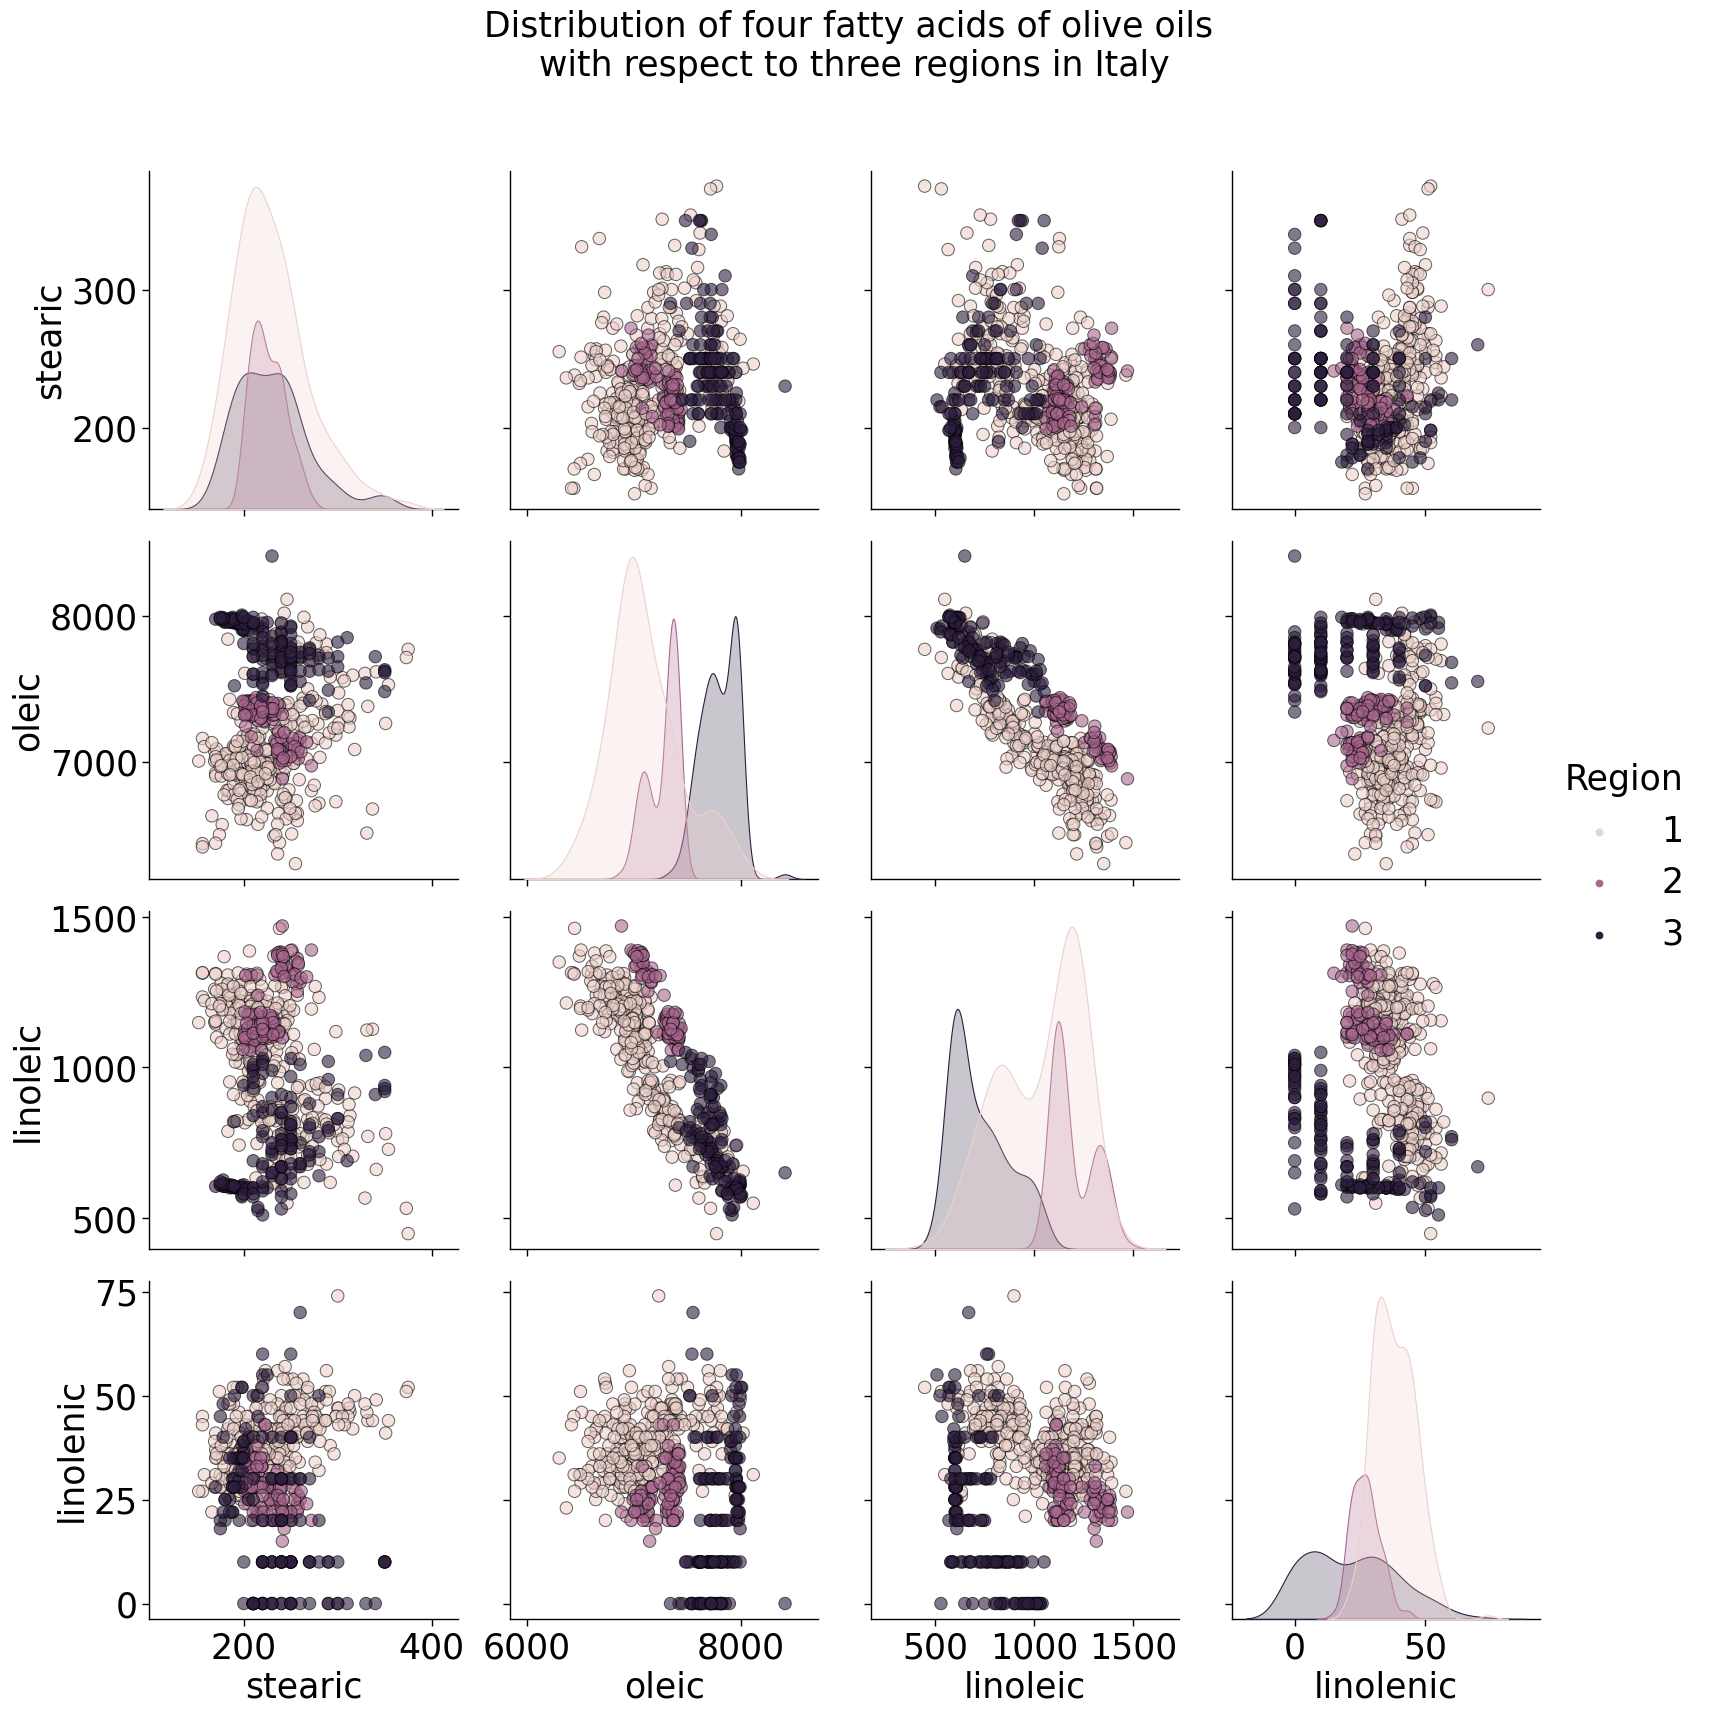 Distribution of four fatty acids of olive oils
with respect to three regions in Italy
stearic
300
200
oleic
8000
7000
Region
1
2
3
linoleic
1500
1000
500
linolenic
75
50
25
0
200 400 6000 8000 500 1000 1500 0 50
stearic oleic linoleic linolenic